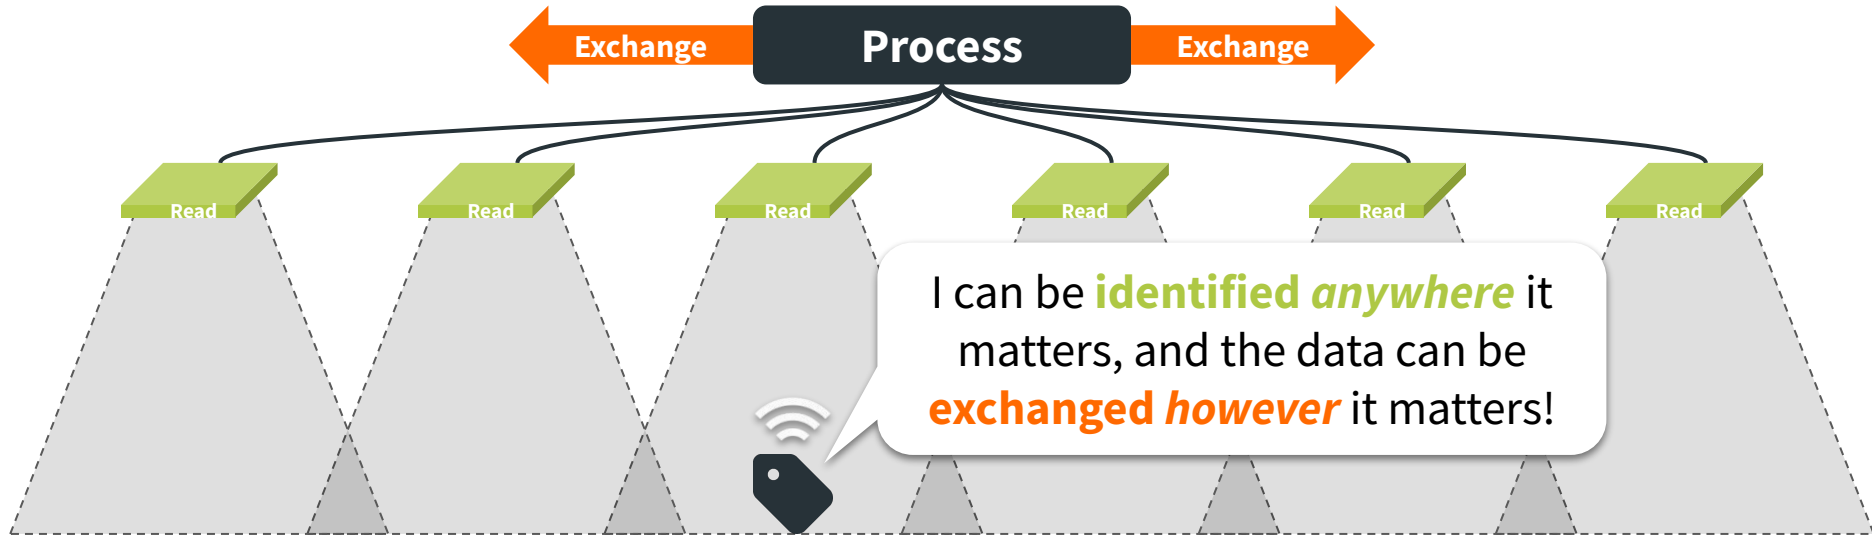 Exchange
Process
Exchange
Read
Read
Read
Read
Read
Read
I can be identified anywhere it
matters, and the data can be
exchanged however it matters!